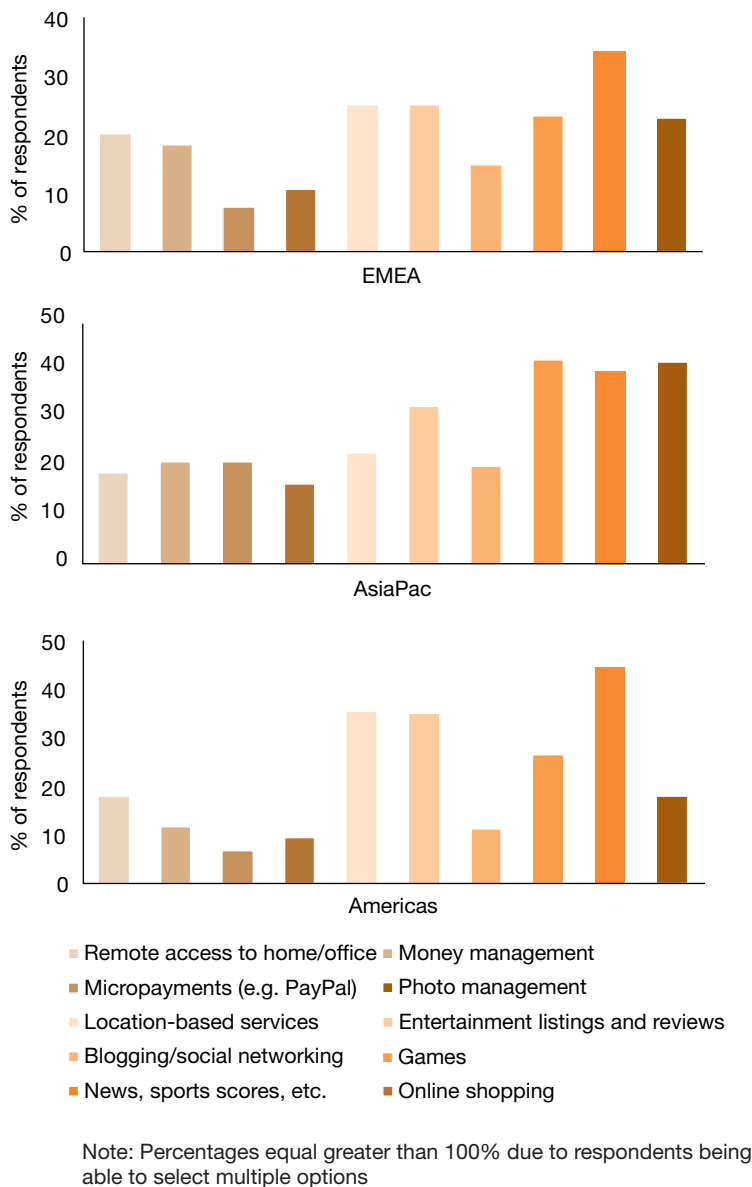 40
30
20
10
0
% of respondents
EMEA
50
40
30
20
10
0
% of respondents
AsiaPac
50
40
30
20
10
0
% of respondents
Americas
Remote access to home/office Money management
Micropayments (e.g. PayPal) Photo management
Location-based services Entertainment listings and reviews
Blogging/social networking Games
News, sports scores, etc. Online shopping
Note: Percentages equal greater than 100% due to respondents being
able to select multiple options